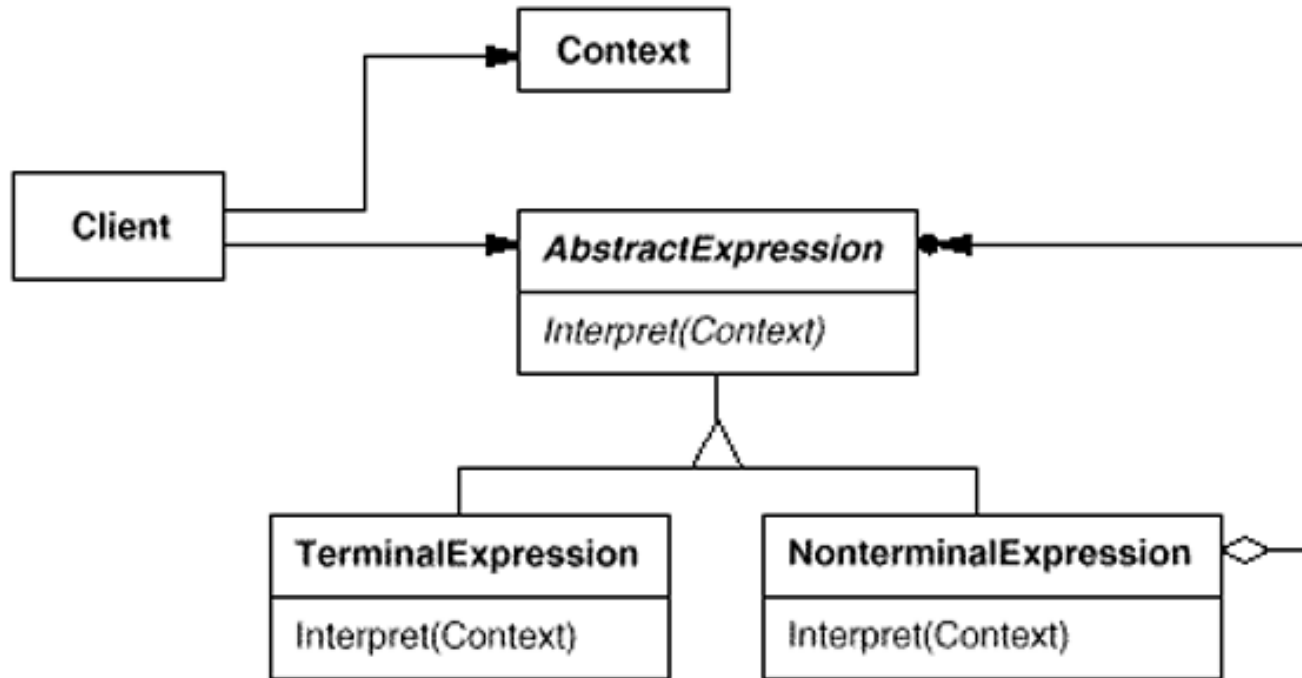 Context
Client
AbstractExpression
Interpret(Context)
TerminalExpression
Interpret(Context)
NonterminalExpression
Interpret(Context)